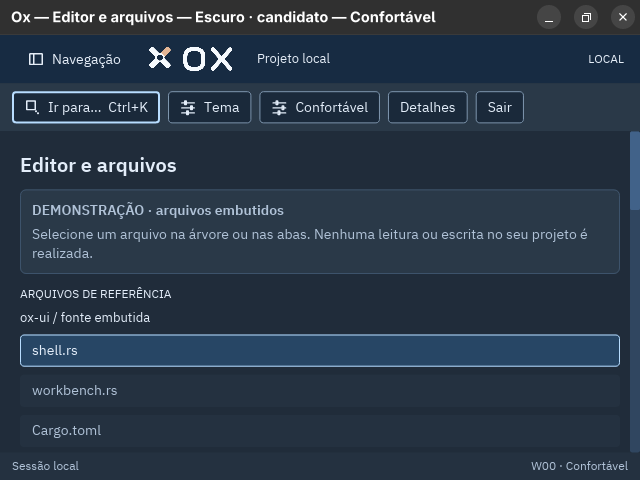 Ox — Editor e arquivos — Escuro · candidato — Confortável
Navegação
OX
Projeto local
LOCAL
Ir para... Ctrl+K
Tema
Confortável
Detalhes
Sair
Editor e arquivos
DEMONSTRAÇÃO · arquivos embutidos
Selecione um arquivo na árvore ou nas abas. Nenhuma leitura ou escrita no seu projeto é
realizada.
ARQUIVOS DE REFERÊNCIA
ox-ui / fonte embutida
shell.rs
workbench.rs
Cargo.toml
Sessão local
W00 · Confortável